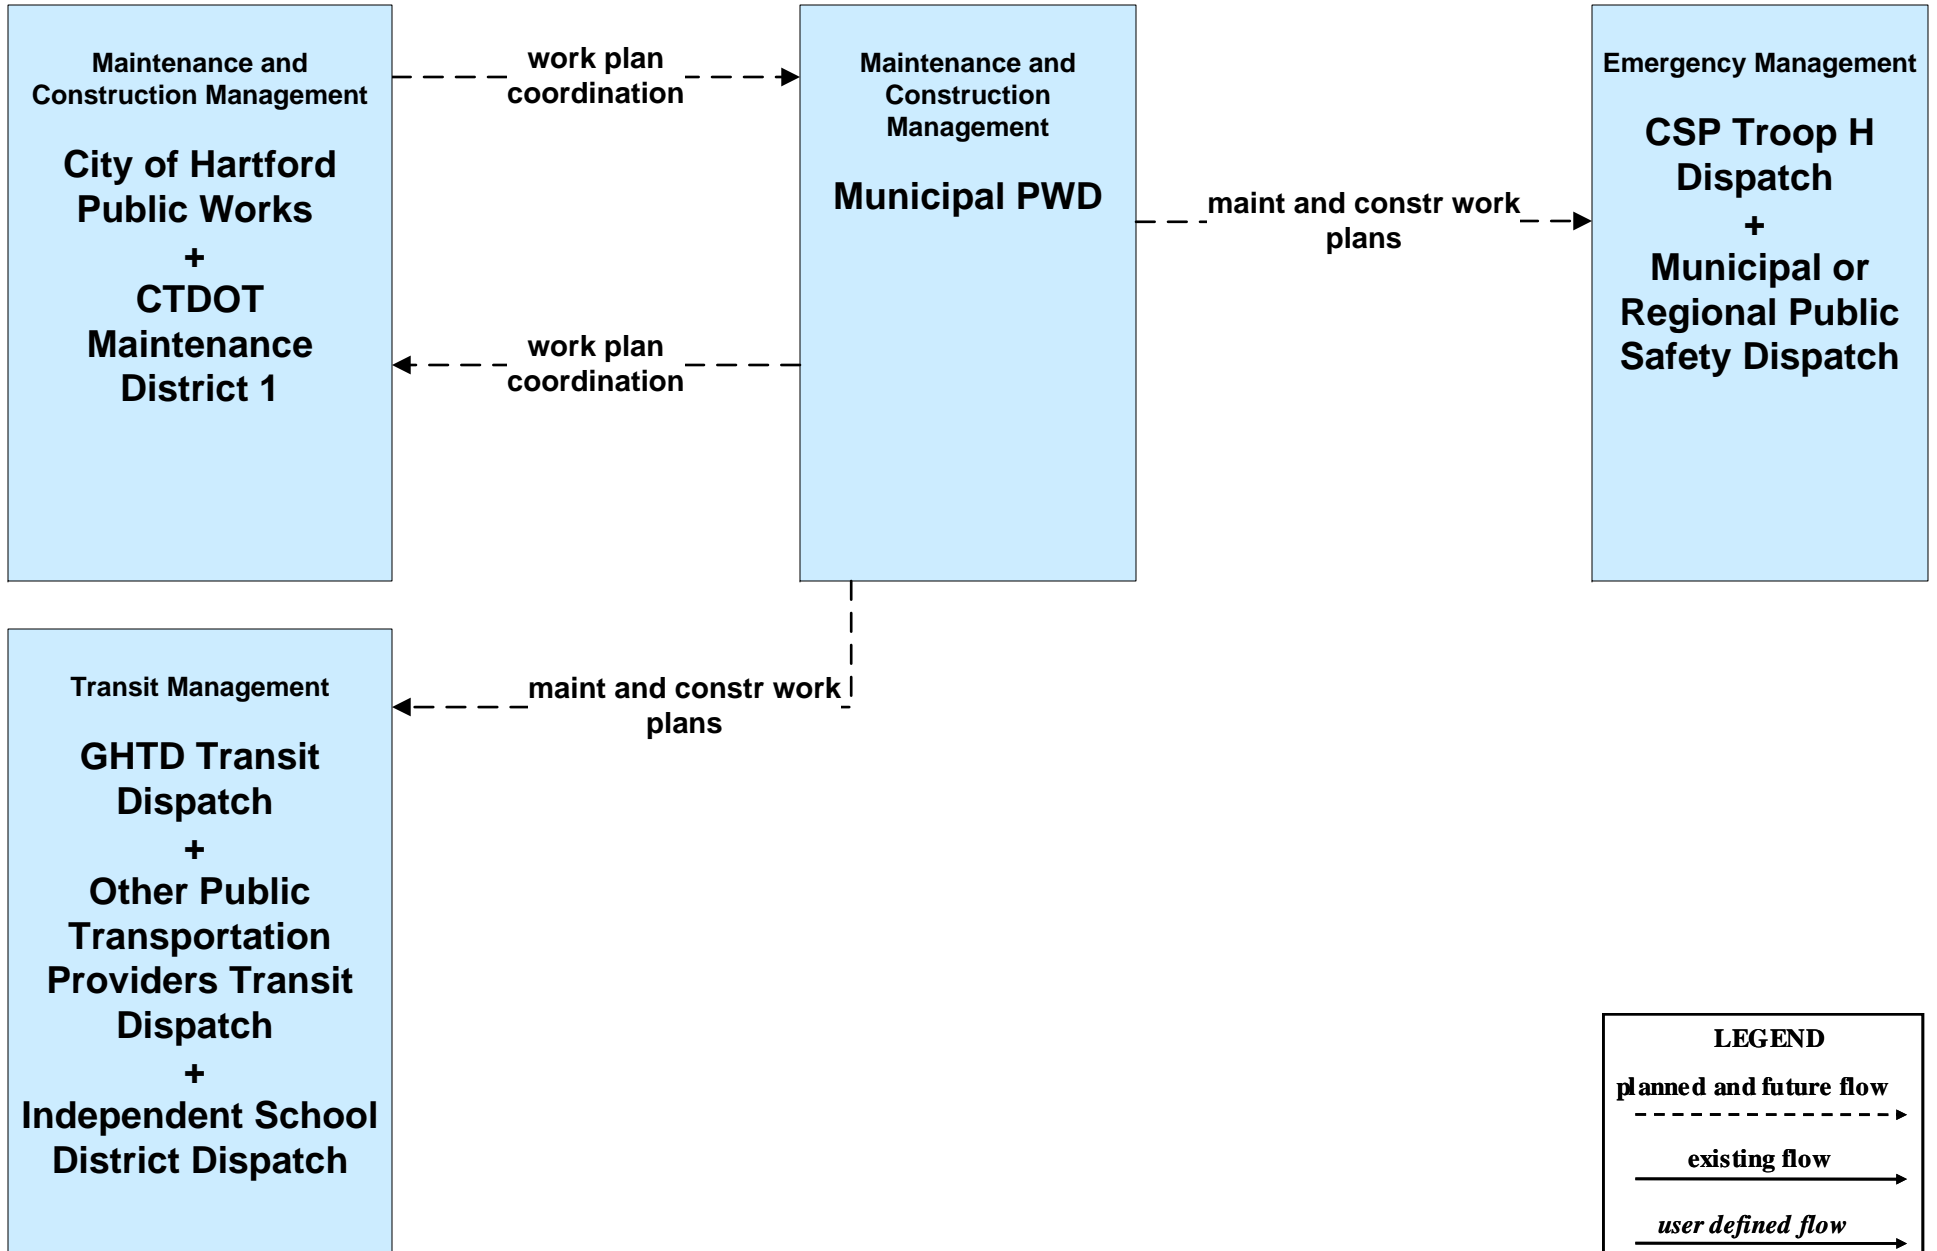 Maintenance and
Construction Management
City of Hartford
Public Works
+
CTDOT
Maintenance
District 1
work plan
coordination
work plan
coordination
Maintenance and
Construction
Management
Municipal PWD
maint and constr work
plans
Emergency Management
CSP Troop H
Dispatch
+
Municipal or
Regional Public
Safety Dispatch
Transit Management
GHTD Transit
Dispatch
+
Other Public
Transportation
Providers Transit
Dispatch
+
Independent School
District Dispatch
maint and constr work
plans
LEGEND
planned and future flow
existing flow
user defined flow